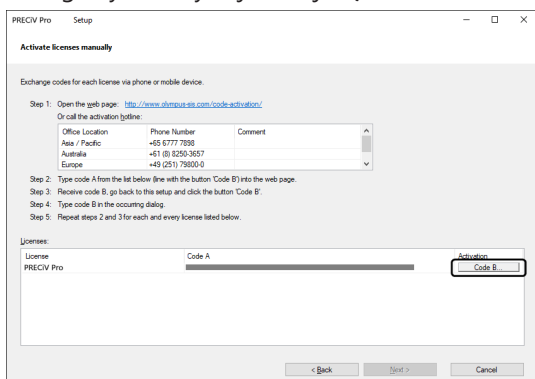 PRECiV Pro Setup
Activate licenses manually
Exchange codes for each license via phone or mobile device.
Step 1: Open the web page: http://www.olympus-sis.com/code-activation/
Or call the activation hotline:
Office Location Phone Number Comment
Asia / Pacific +65 6777 7898
Australia +61 (8) 8250-3657
Europe +49 (251) 79800-0
Step 2: Type code A from the list below (line with the button 'Code B') into the web page.
Step 3: Receive code B, go back to this setup and click the button 'Code B'.
Step 4: Type code B in the occurring dialog.
Step 5: Repeat steps 2 and 3 for each and every license listed below.
Licenses:
License Code A Activation
PRECiV Pro Code B...
< Back Next > Cancel